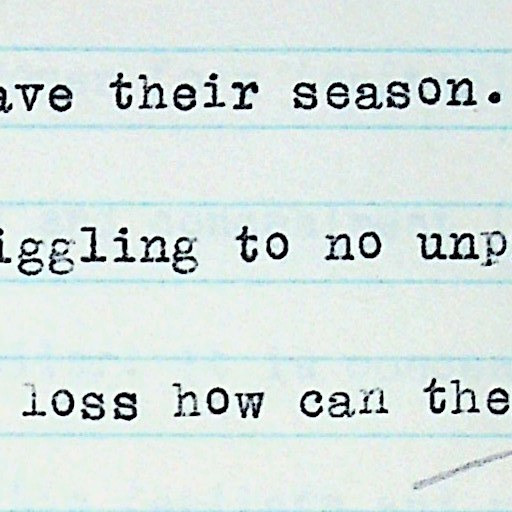 ave their season.
iggling to no unp
loss how can the